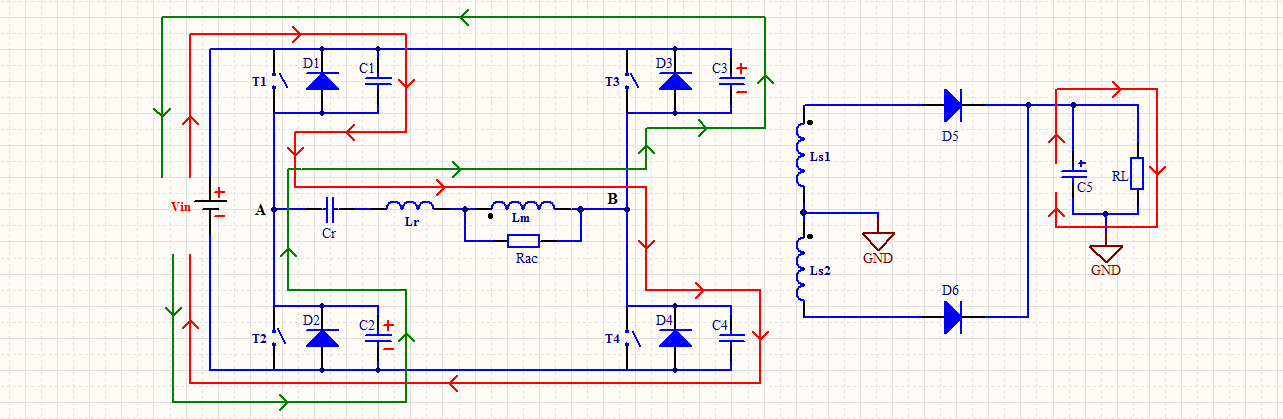 D1 C1 + D3 C3 +
T1 T3
− −
D5
Ls1
+
C5 RL
+
Vin −
A B
Cr Lr Lm
Rac
GND
GND
Ls2
D6
D2 C2 + D4 C4
T2 T4
−